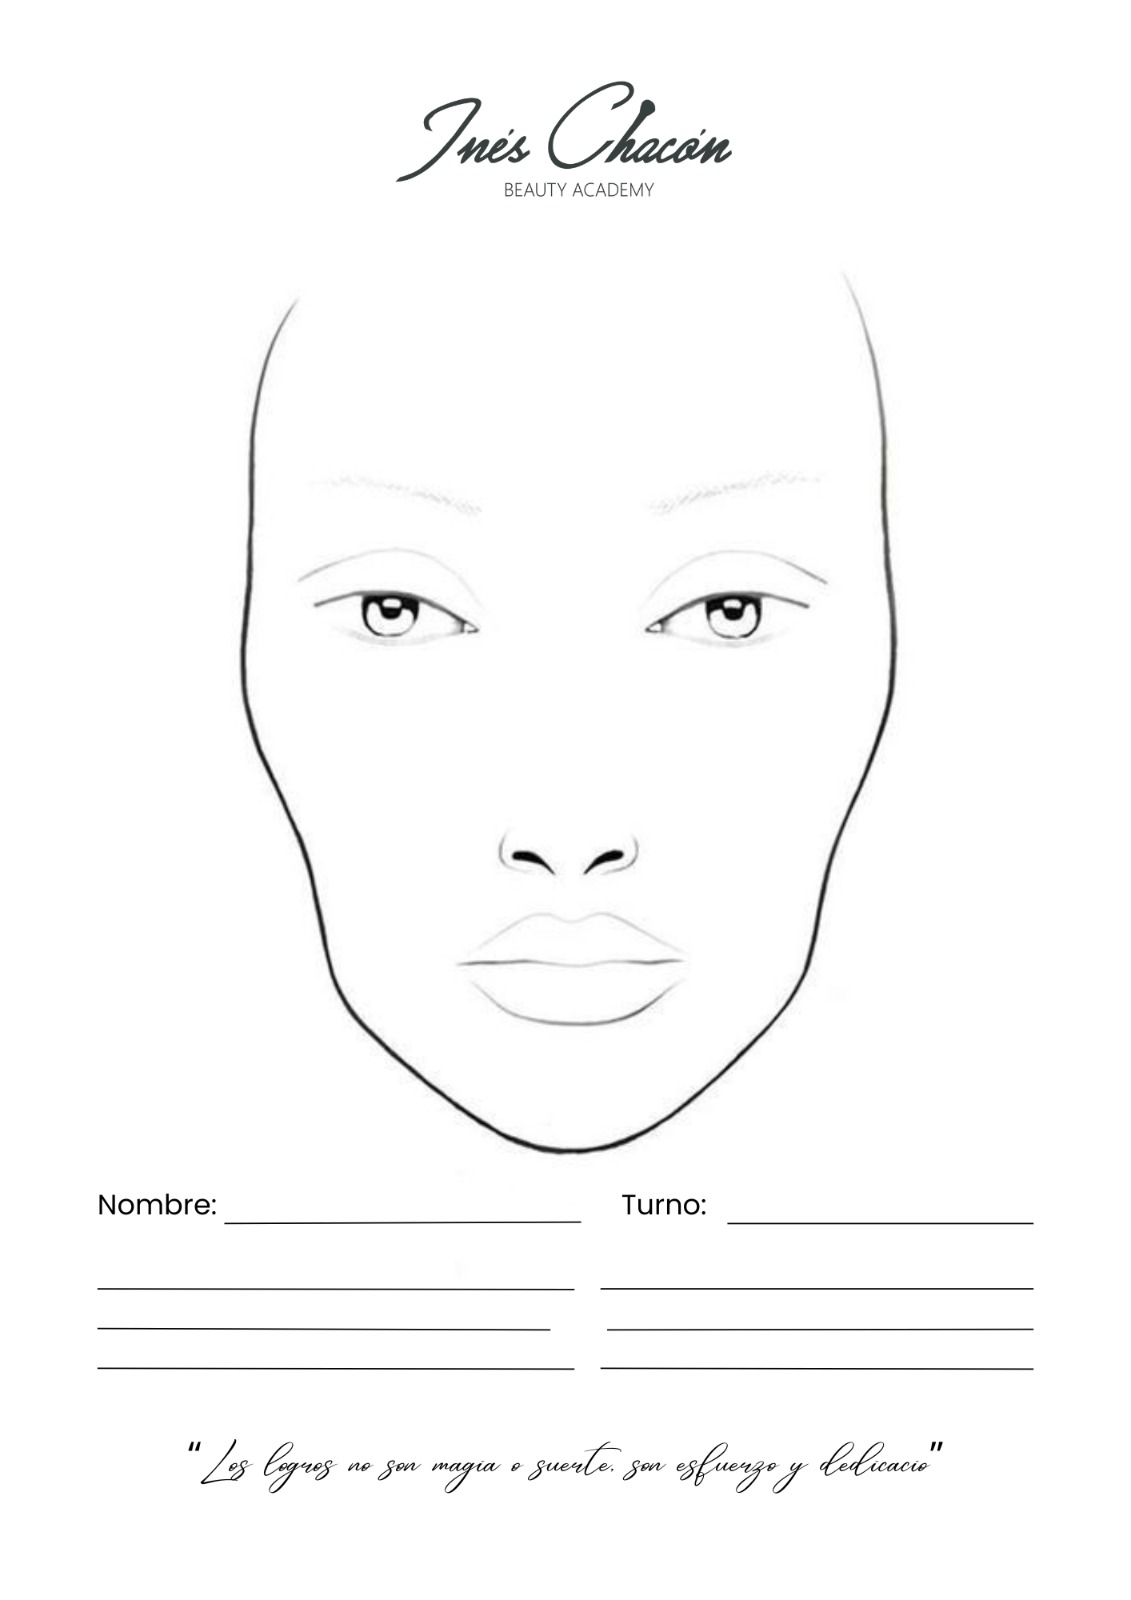 Inés Chacón
BEAUTY ACADEMY
Nombre: Turno:
“Los logros no son magia o suerte. son esfuerzo y dedicacio”